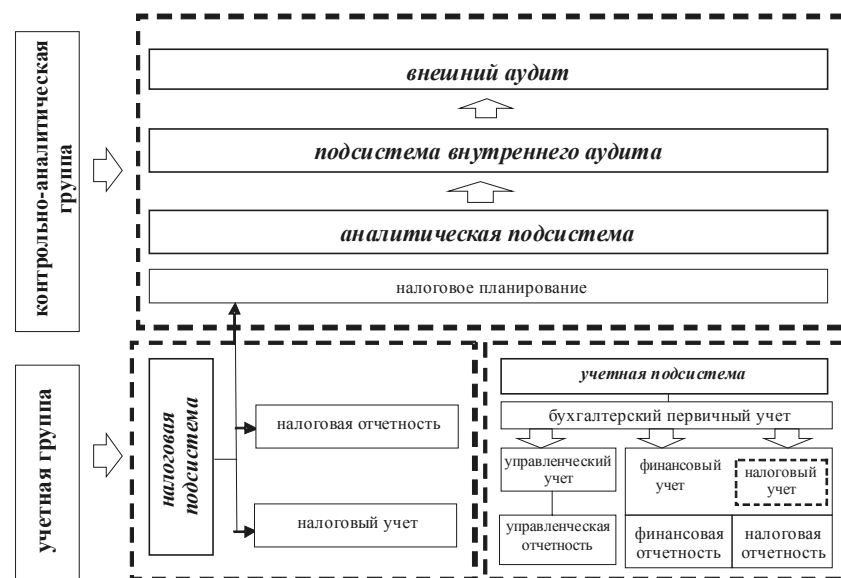 контрольно-аналитическая
группа
внешний аудит
подсистема внутреннего аудита
аналитическая подсистема
налоговое планирование
учетная группа
налоговая
подсистема
налоговая отчетность
налоговый учет
учетная подсистема
бухгалтерский первичный учет
управленческий
учет
финансовый
учет
налоговый
учет
управленческая
отчетность
финансовая
отчетность
налоговая
отчетность